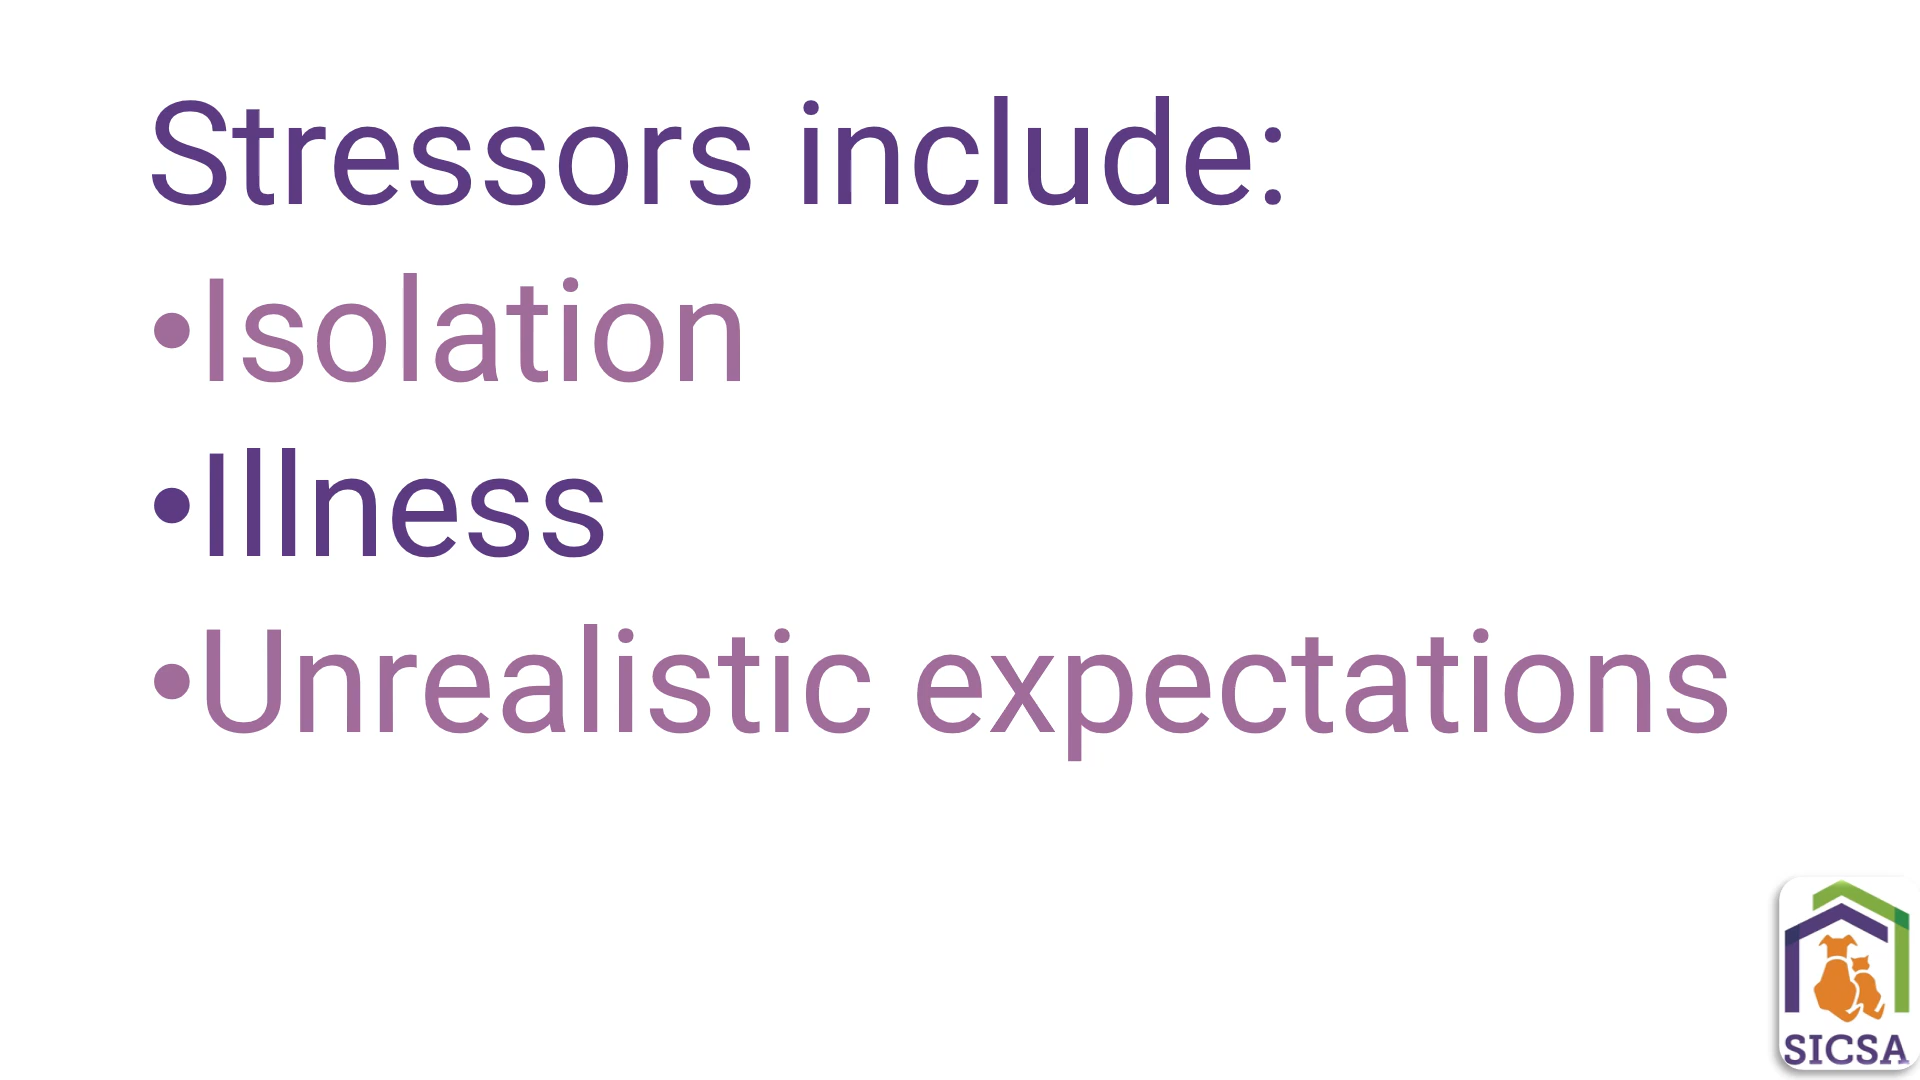 Stressors include:
•Isolation
•Illness
•Unrealistic expectations
SICSA